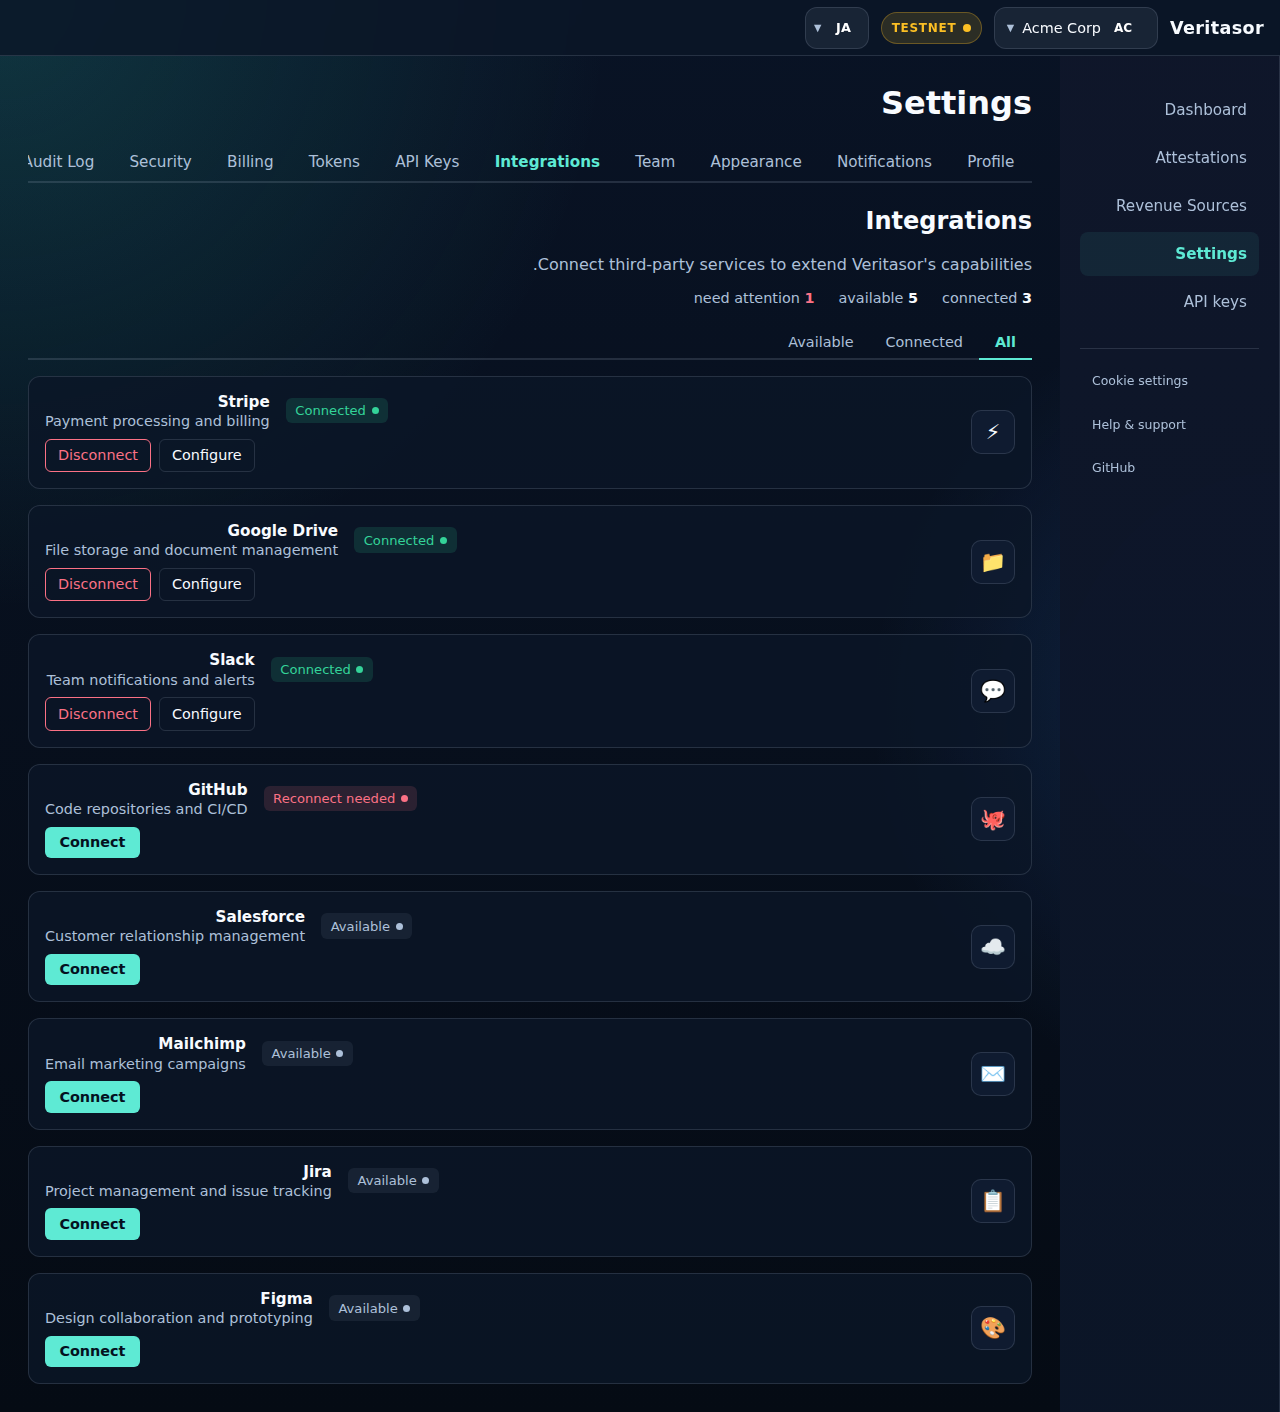 Veritasor
Acme Corp AC ▼
TESTNET
JA ▼
Dashboard
Attestations
Revenue Sources
Settings
API keys
Cookie settings
Help & support
GitHub
Settings
Profile Notifications Appearance Team Integrations API Keys Tokens Billing Security Audit Log
Integrations
.Connect third-party services to extend Veritasor's capabilities
connected 3 available 5 need attention 1
All Connected Available
Stripe Connected
Payment processing and billing
Configure Disconnect
Google Drive Connected
File storage and document management
Configure Disconnect
Slack Connected
Team notifications and alerts
Configure Disconnect
GitHub Reconnect needed
Code repositories and CI/CD
Connect
Salesforce Available
Customer relationship management
Connect
Mailchimp Available
Email marketing campaigns
Connect
Jira Available
Project management and issue tracking
Connect
Figma Available
Design collaboration and prototyping
Connect